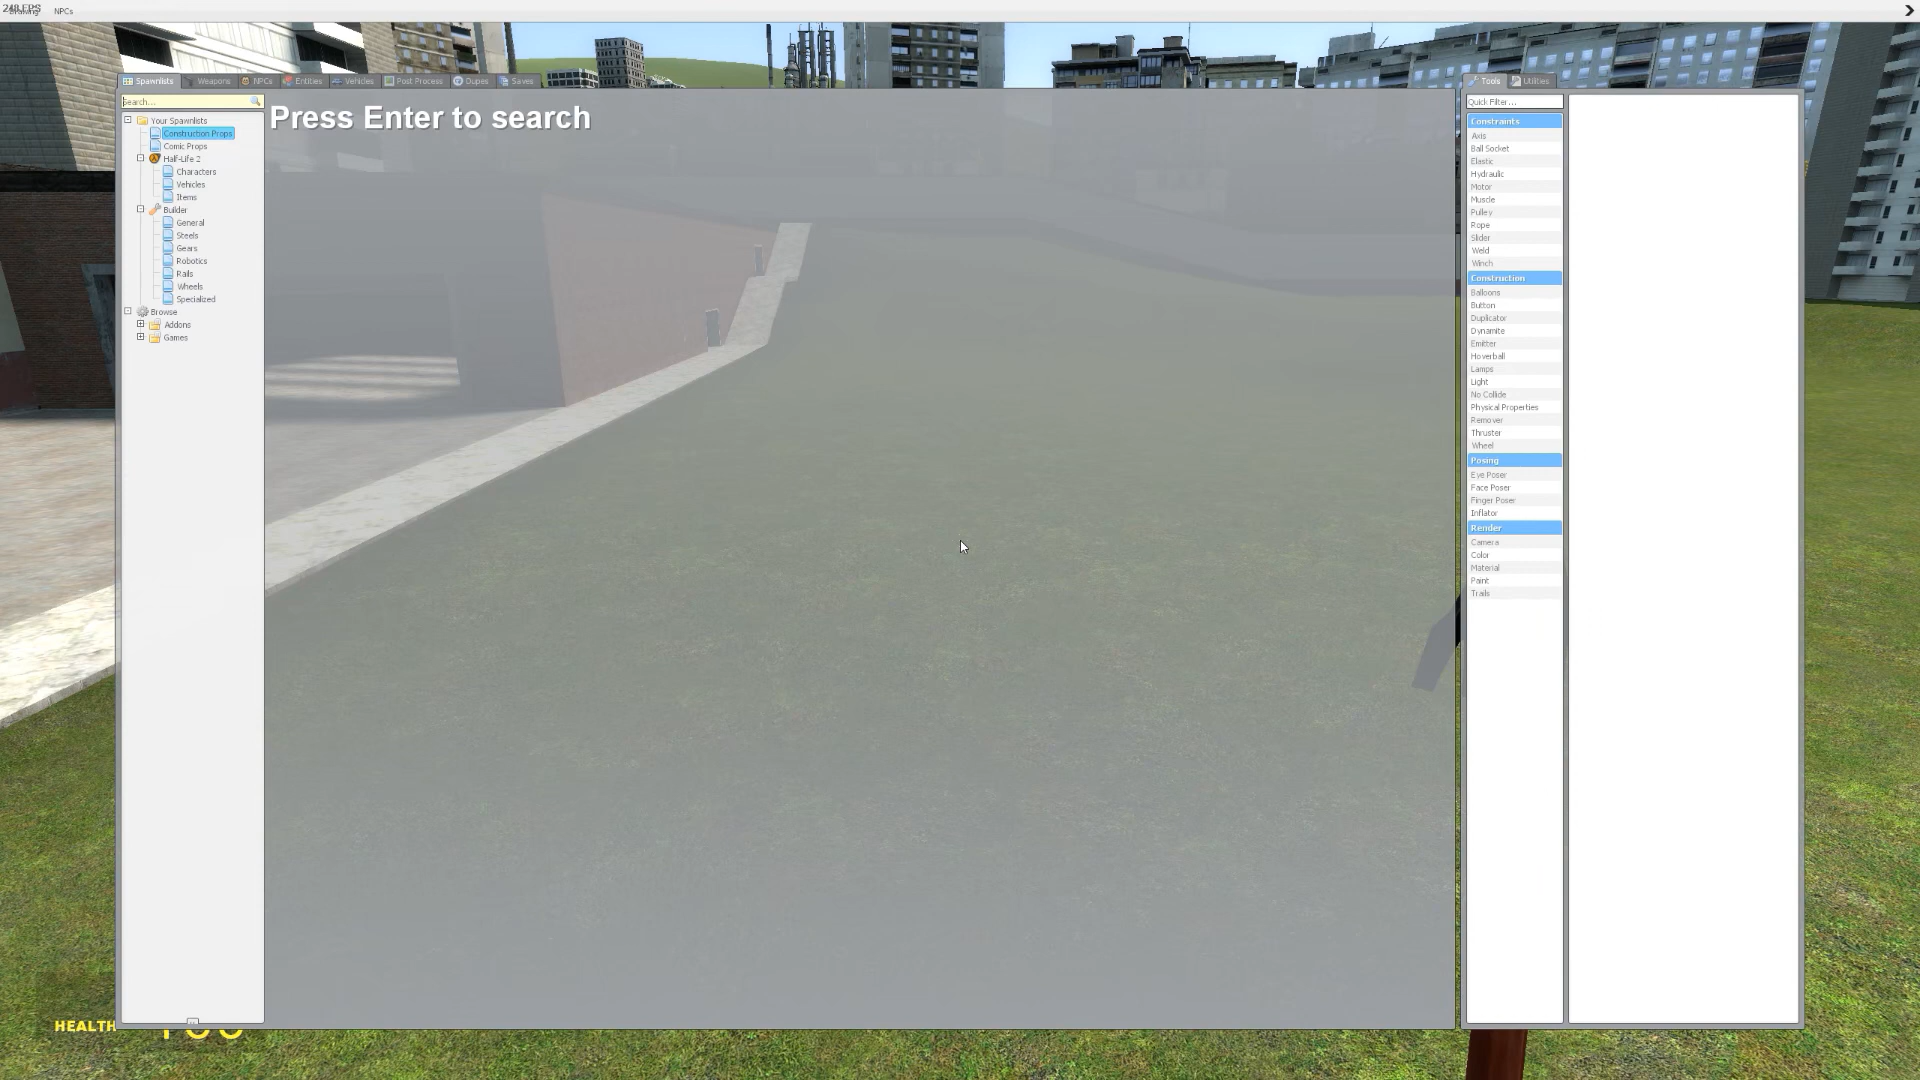 248 FPS
NPCs
Spawnlists
Weapons
NPCs
Entities
Vehicles
Post Process
Dupes
Saves
Search...
Press Enter to search
Your Spawnlists
Construction Props
Comic Props
Half-Life 2
Characters
Vehicles
Items
Builder
General
Steels
Gears
Robotics
Rails
Wheels
Specialized
Browse
Addons
Games
Tools
Utilities
Quick Filter...
Constraints
Axis
Ball Socket
Elastic
Hydraulic
Motor
Muscle
Pulley
Rope
Slider
Weld
Winch
Construction
Balloons
Button
Duplicator
Dynamite
Emitter
Hoverball
Lamps
Light
No Collide
Physical Properties
Remover
Thruster
Wheel
Posing
Eye Poser
Face Poser
Finger Poser
Inflator
Render
Camera
Color
Material
Paint
Trails
HEALTH